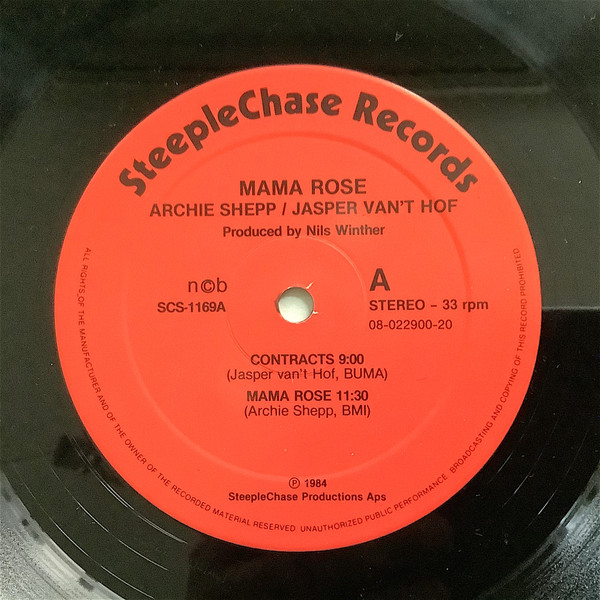 SteepleChase Records
MAMA ROSE
ARCHIE SHEPP / JASPER VAN'T HOF
Produced by Nils Winther
n©b
SCS-1169A
A
STEREO – 33 rpm
08-022900-20
CONTRACTS 9:00
(Jasper van't Hof, BUMA)
MAMA ROSE 11:30
(Archie Shepp, BMI)
℗ 1984
SteepleChase Productions Aps
ALL RIGHTS OF THE MANUFACTURER AND OF THE OWNER OF THE RECORDED MATERIAL RESERVED. UNAUTHORIZED PUBLIC PERFORMANCE, BROADCASTING AND COPYING OF THIS RECORD PROHIBITED.